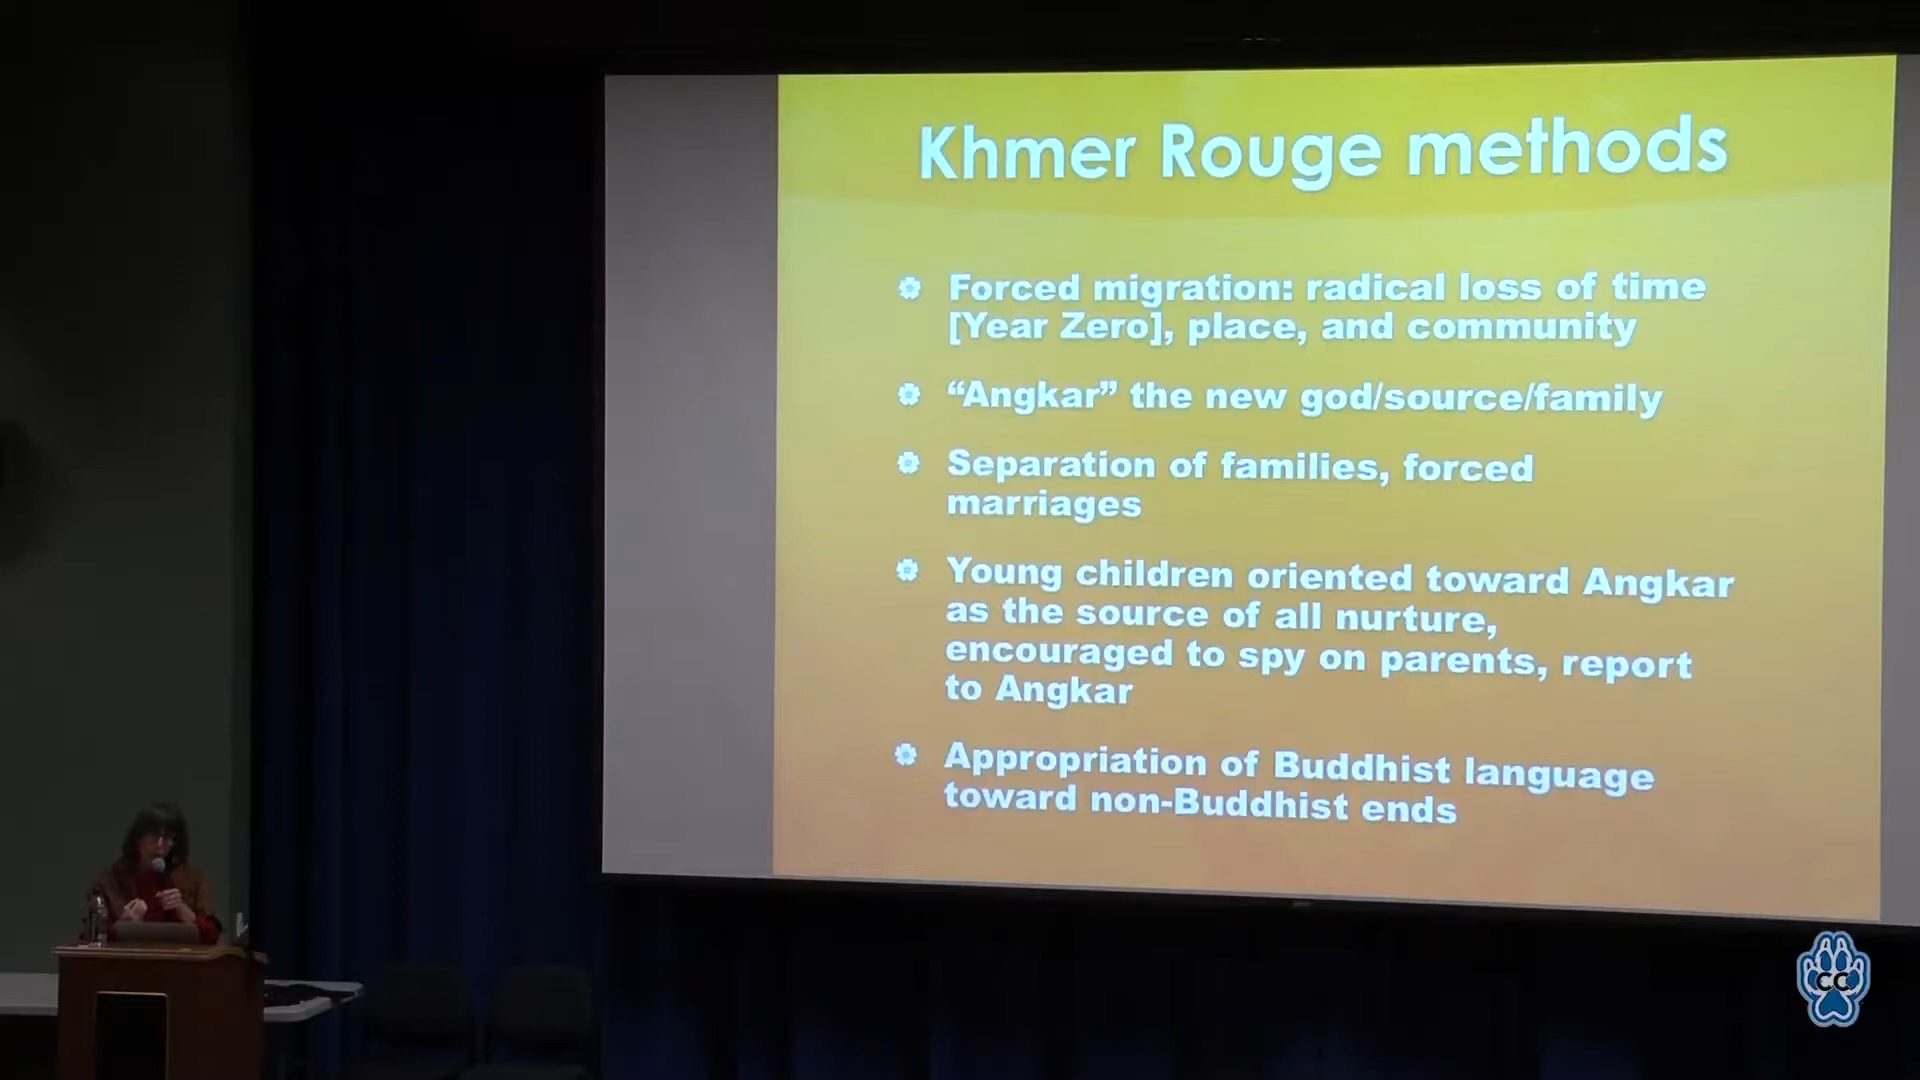 Khmer Rouge methods
Forced migration: radical loss of time
[Year Zero], place, and community
“Angkar” the new god/source/family
Separation of families, forced
marriages
Young children oriented toward Angkar
as the source of all nurture,
encouraged to spy on parents, report
to Angkar
Appropriation of Buddhist language
toward non-Buddhist ends
CC